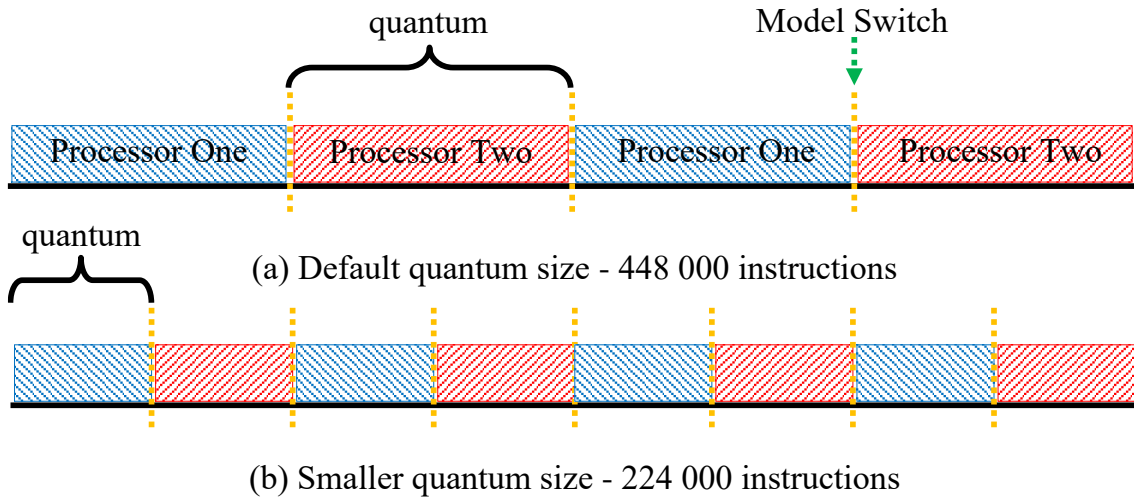 quantum
Model Switch
Processor One
Processor Two
Processor One
Processor Two
(a) Default quantum size - 448 000 instructions
quantum
(b) Smaller quantum size - 224 000 instructions